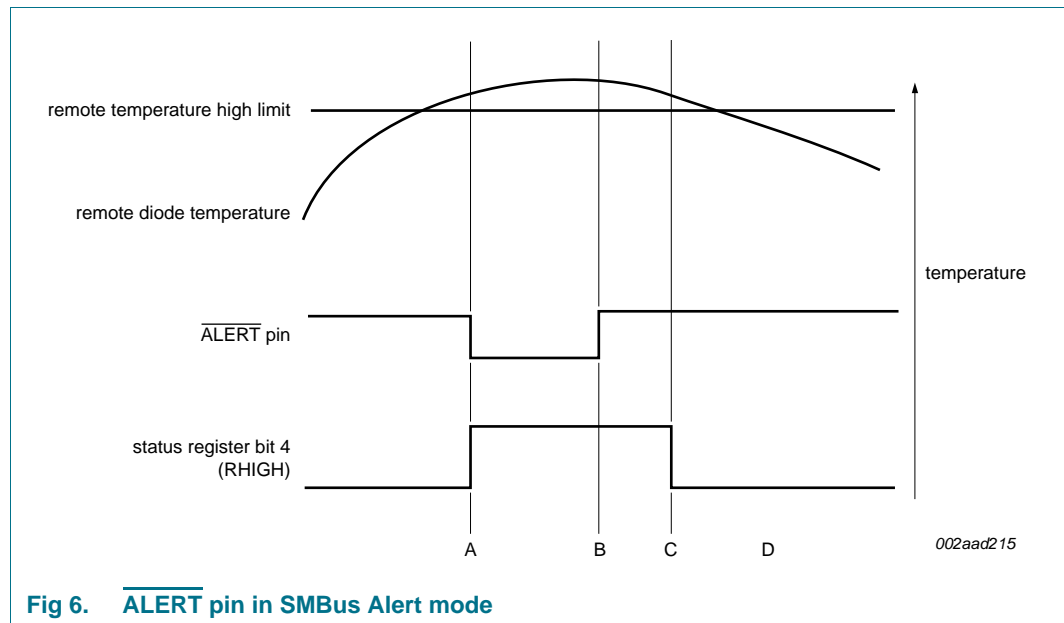 remote temperature high limit
remote diode temperature
temperature
ALERT pin
status register bit 4
(RHIGH)
A
B
C
D
002aad215
Fig 6. ALERT pin in SMBus Alert mode